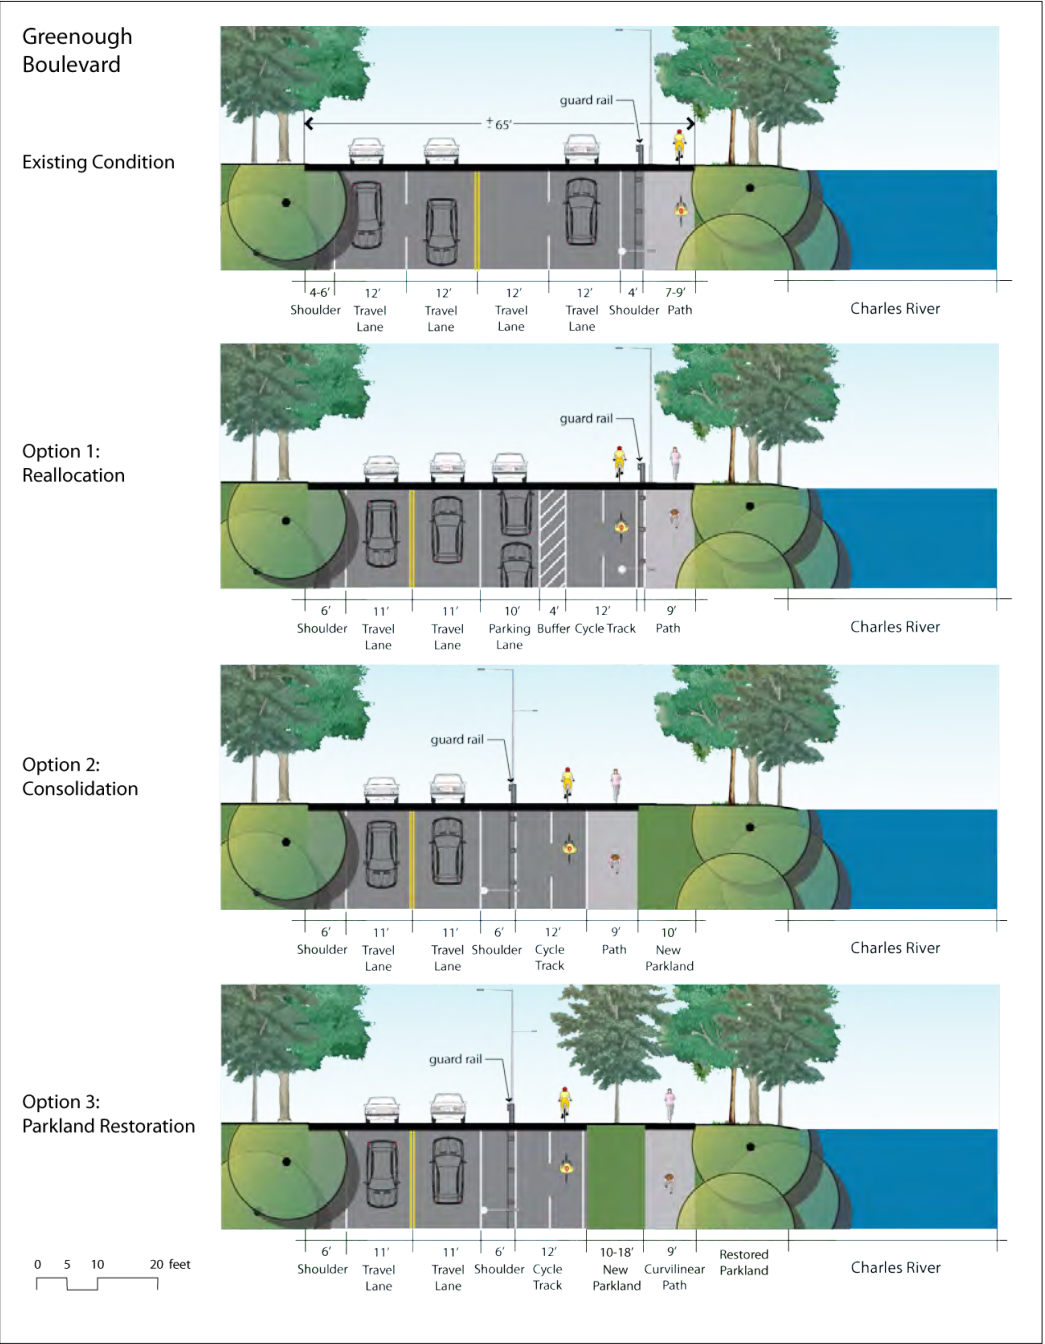 Greenough
Boulevard
guard rail
± 65'
Existing Condition
4-6' 12' 12' 12' 12' 4' 7-9'
Shoulder Travel Travel Travel Travel Shoulder Path Charles River
Lane Lane Lane Lane
guard rail
Option 1:
Reallocation
6' 11' 11' 10' 4' 12' 9'
Shoulder Travel Travel Parking Buffer Cycle Track Path Charles River
Lane Lane Lane
guard rail
Option 2:
Consolidation
6' 11' 11' 6' 12' 9' 10'
Shoulder Travel Travel Shoulder Cycle Path New Charles River
Lane Lane Track Parkland
guard rail
Option 3:
Parkland Restoration
6' 11' 11' 6' 12' 10-18' 9' Restored
Shoulder Travel Travel Shoulder Cycle New Curvilinear Parkland Charles River
Lane Lane Track Parkland Path
0 5 10 20 feet